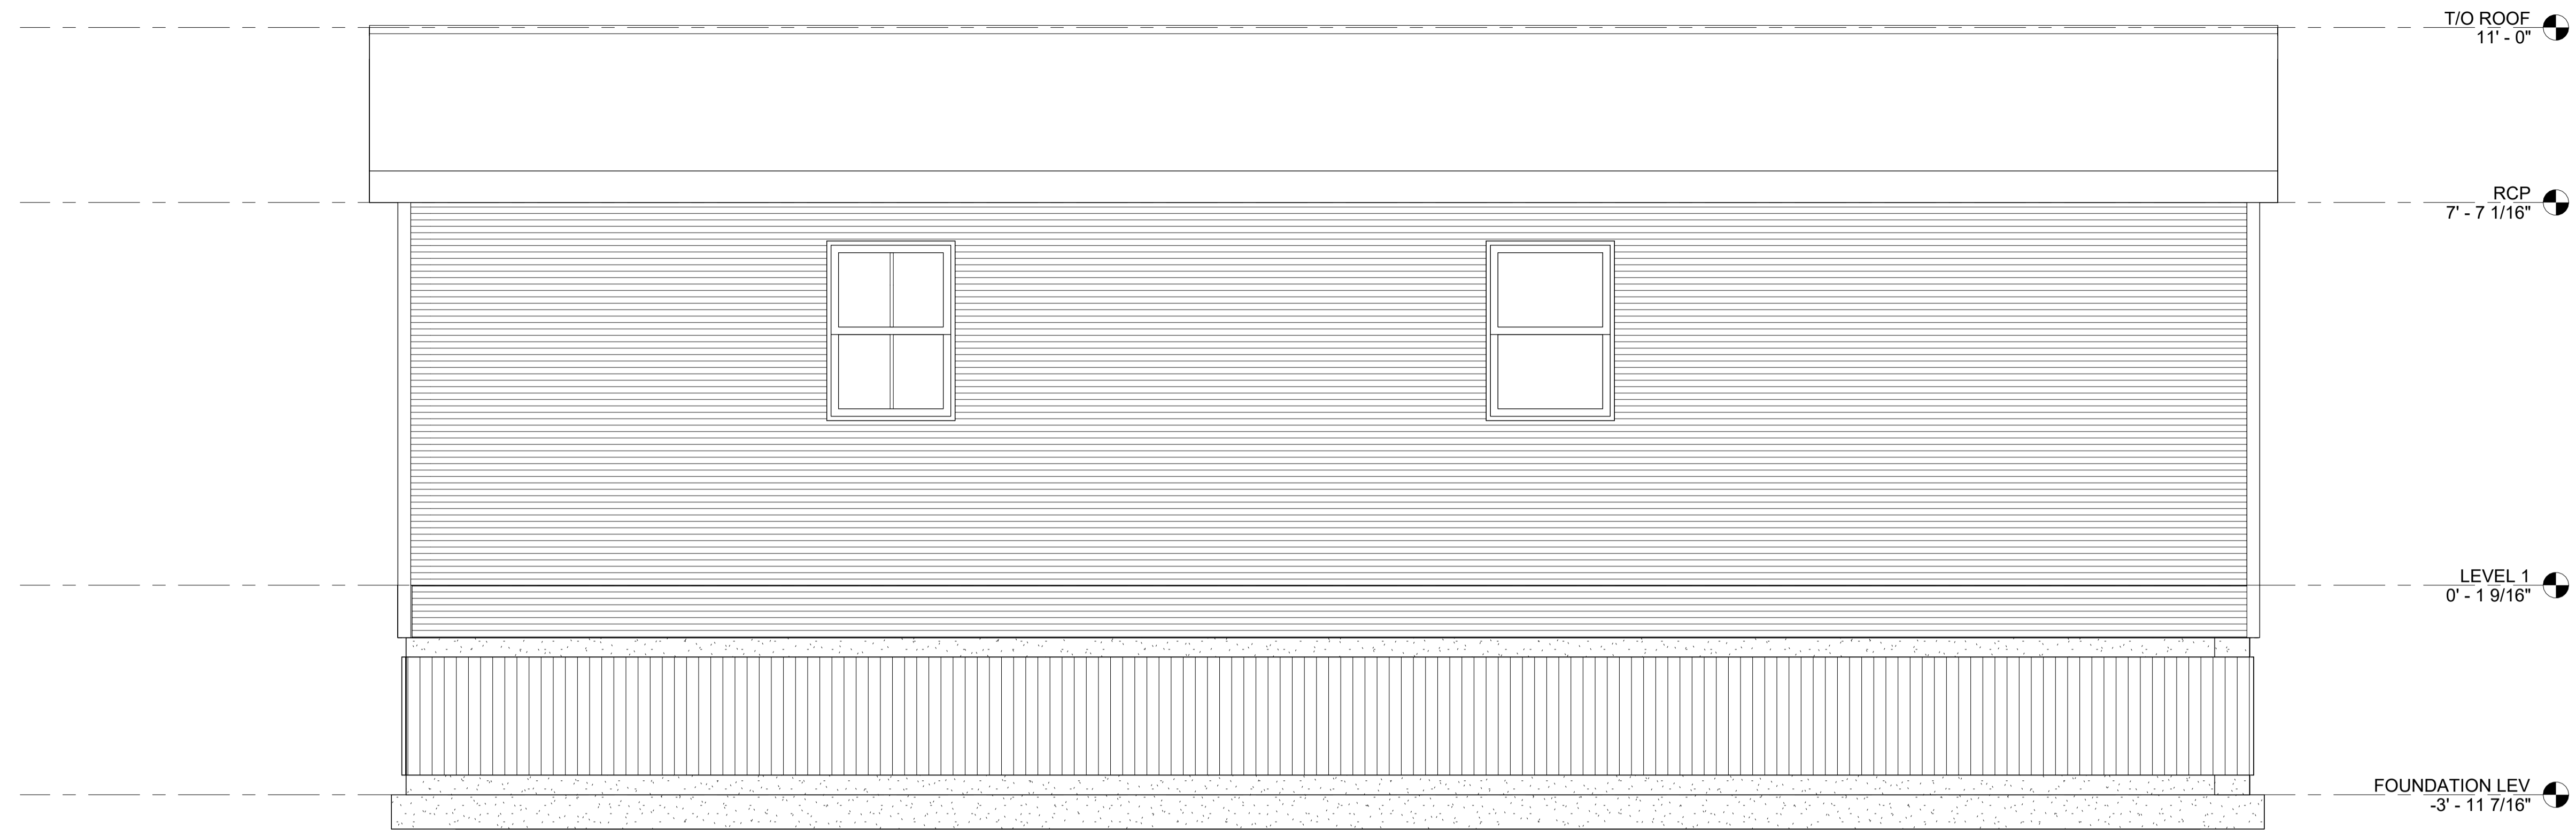 T/O ROOF
11' - 0"
RCP
7' - 7 1/16"
LEVEL 1
0' - 1 9/16"
FOUNDATION LEV
-3' - 11 7/16"